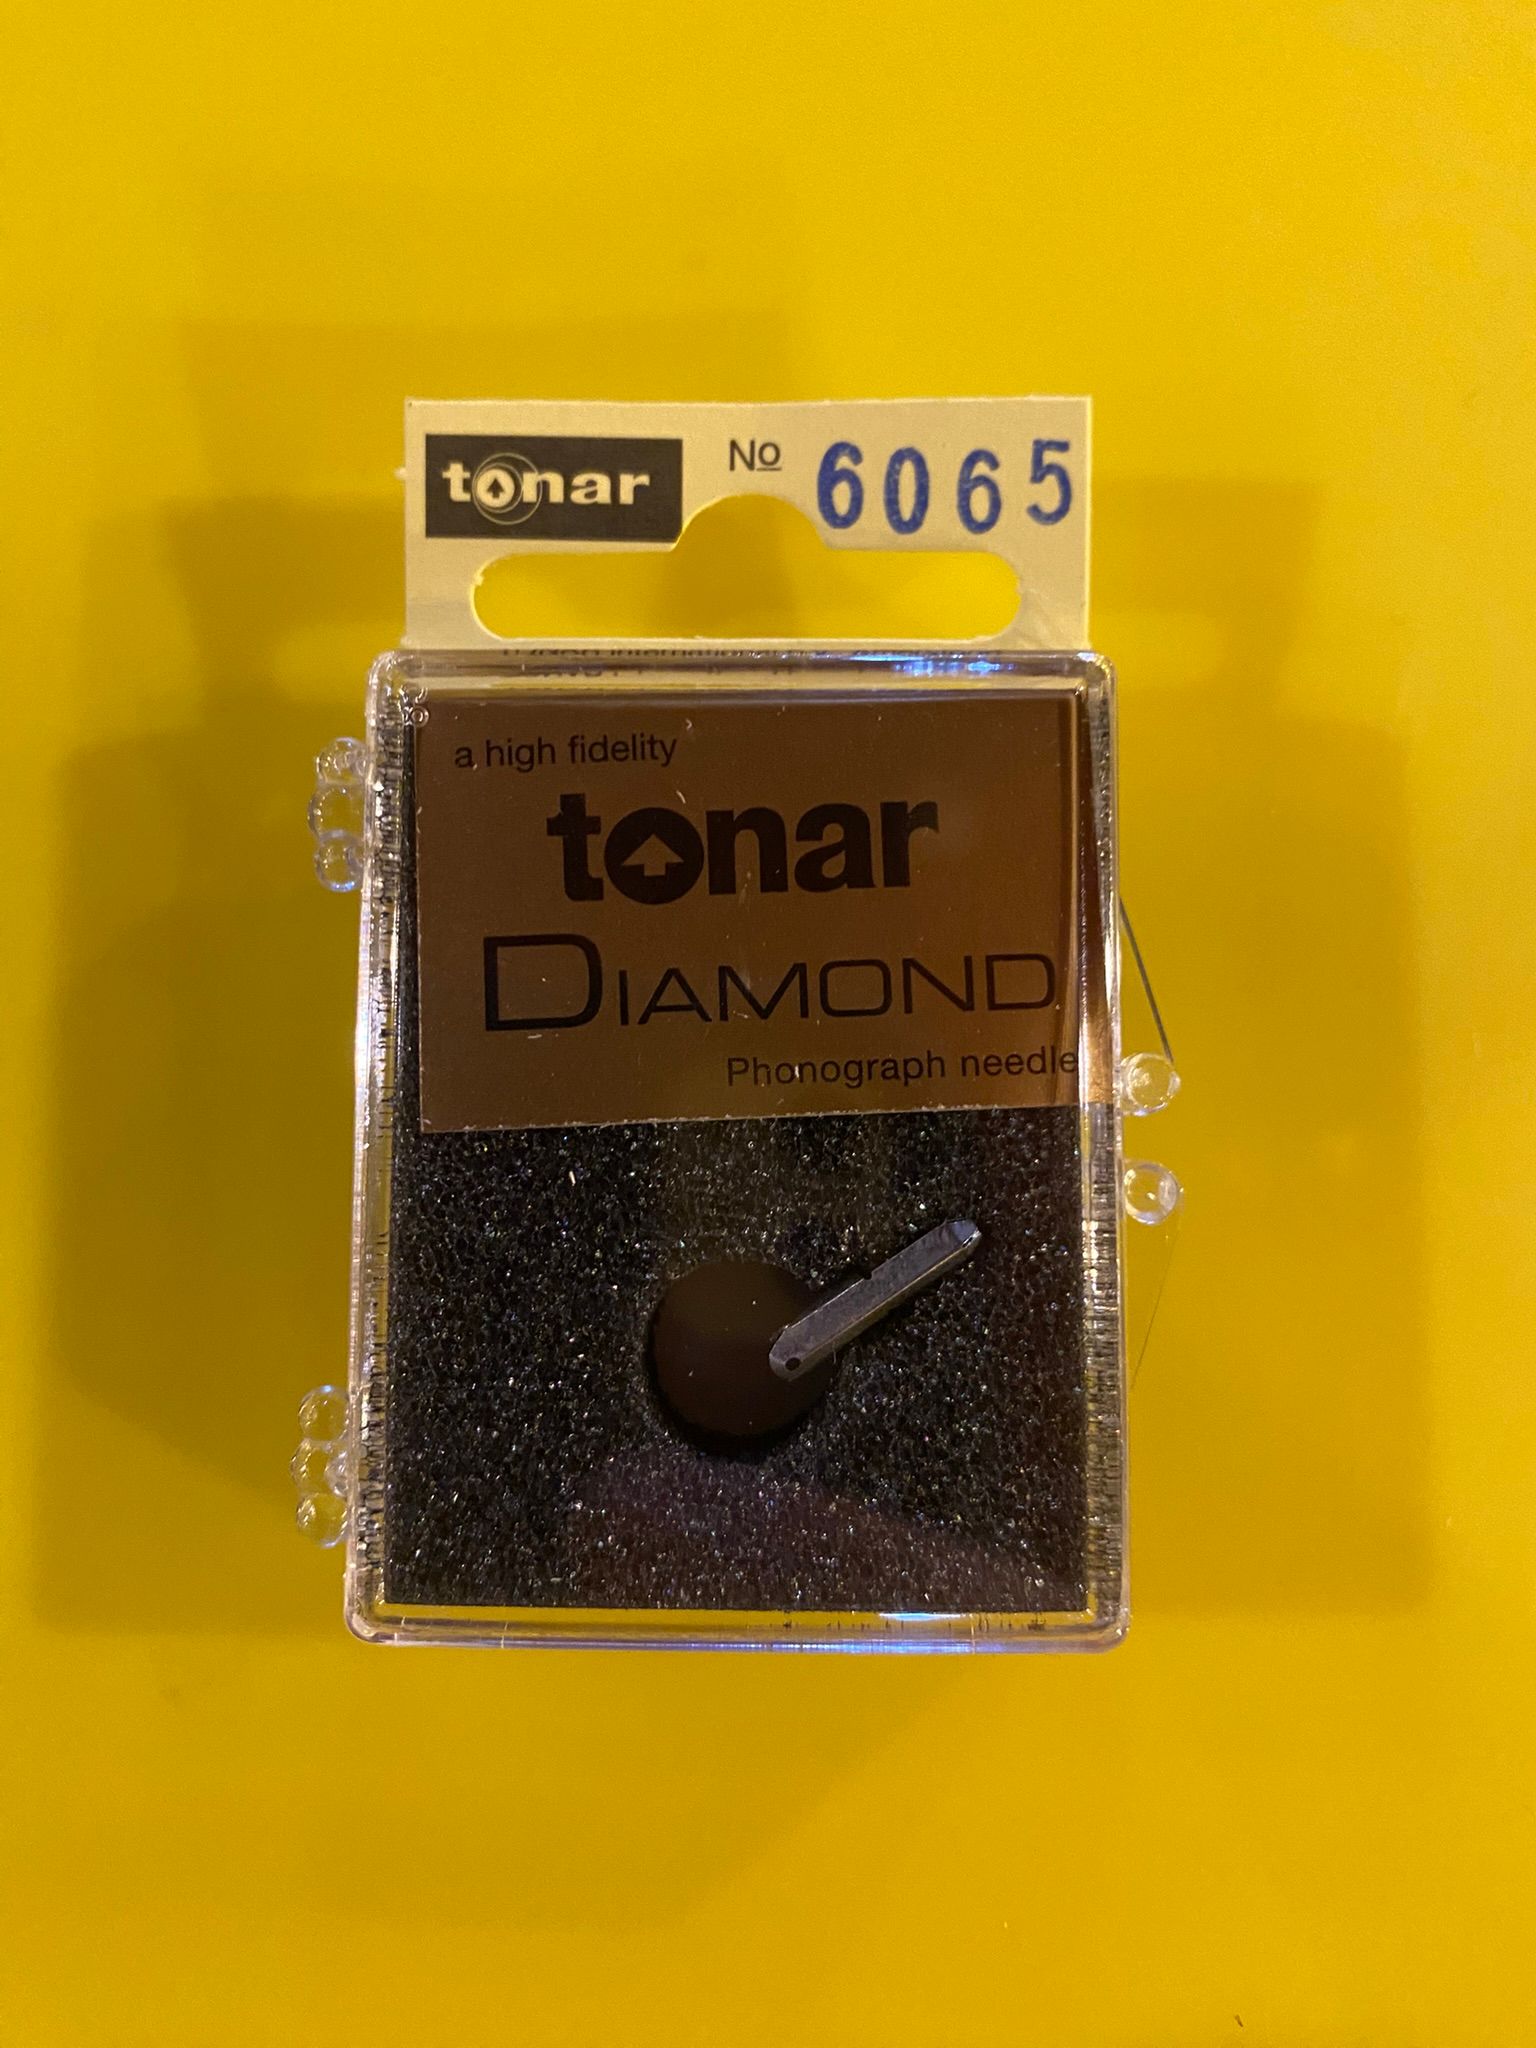 tonar No 6065
a high fidelity
tonar
DIAMOND
Phonograph needle